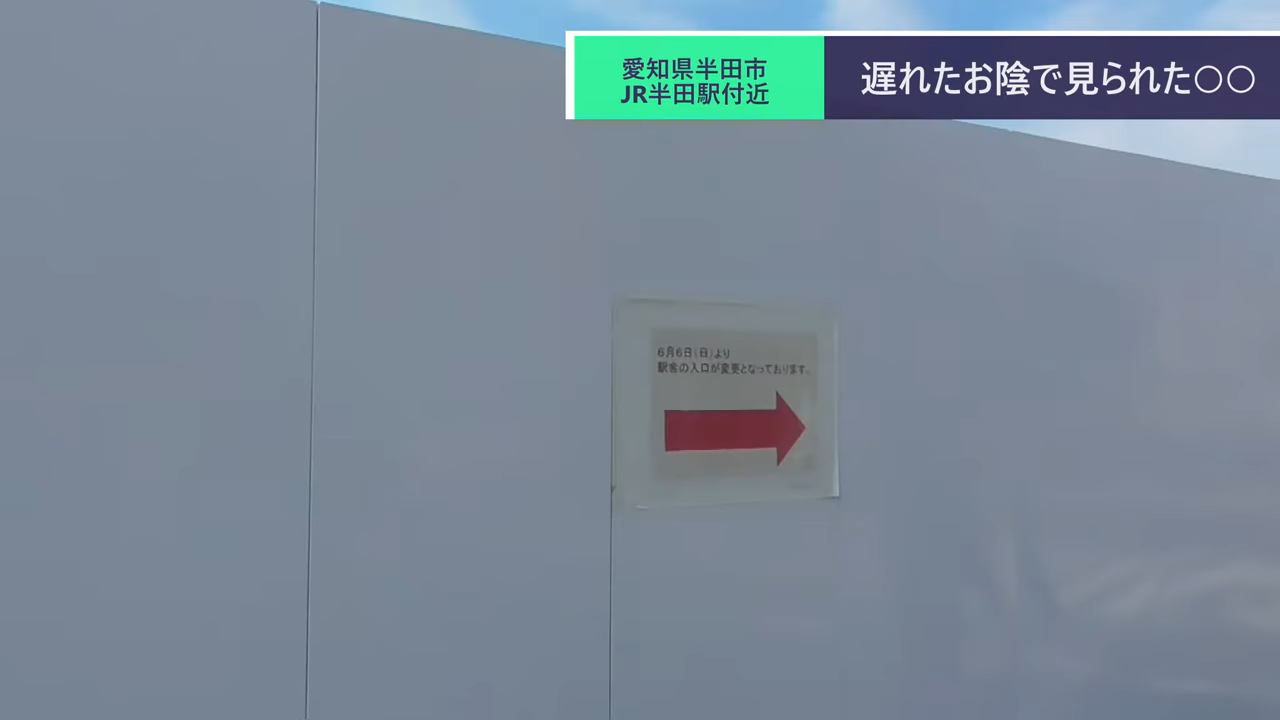 愛知県半田市
JR半田駅付近
遅れたお陰で見られた○○
6月6日(日)より
駅舎の入口が変更となっております。